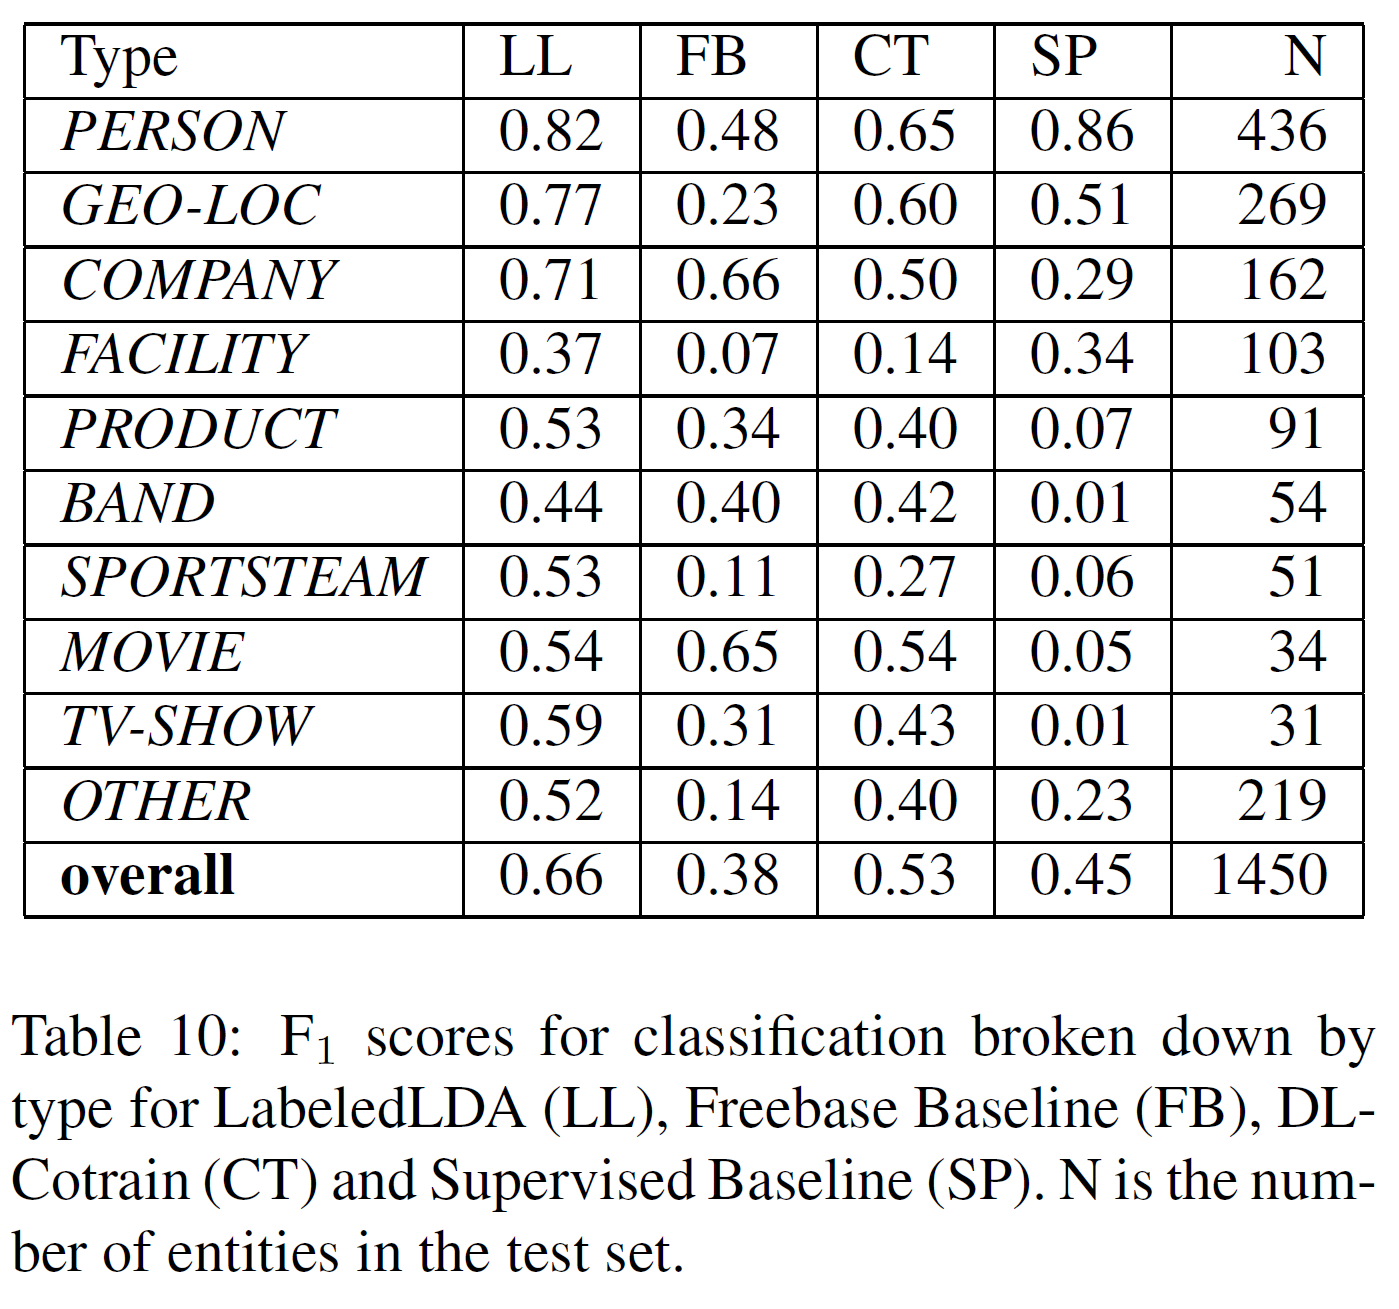 Type LL FB CT SP N
PERSON 0.82 0.48 0.65 0.86 436
GEO-LOC 0.77 0.23 0.60 0.51 269
COMPANY 0.71 0.66 0.50 0.29 162
FACILITY 0.37 0.07 0.14 0.34 103
PRODUCT 0.53 0.34 0.40 0.07 91
BAND 0.44 0.40 0.42 0.01 54
SPORTSTEAM 0.53 0.11 0.27 0.06 51
MOVIE 0.54 0.65 0.54 0.05 34
TV-SHOW 0.59 0.31 0.43 0.01 31
OTHER 0.52 0.14 0.40 0.23 219
overall 0.66 0.38 0.53 0.45 1450
Table 10: F1 scores for classification broken down by
type for LabeledLDA (LL), Freebase Baseline (FB), DL-
Cotrain (CT) and Supervised Baseline (SP). N is the num-
ber of entities in the test set.